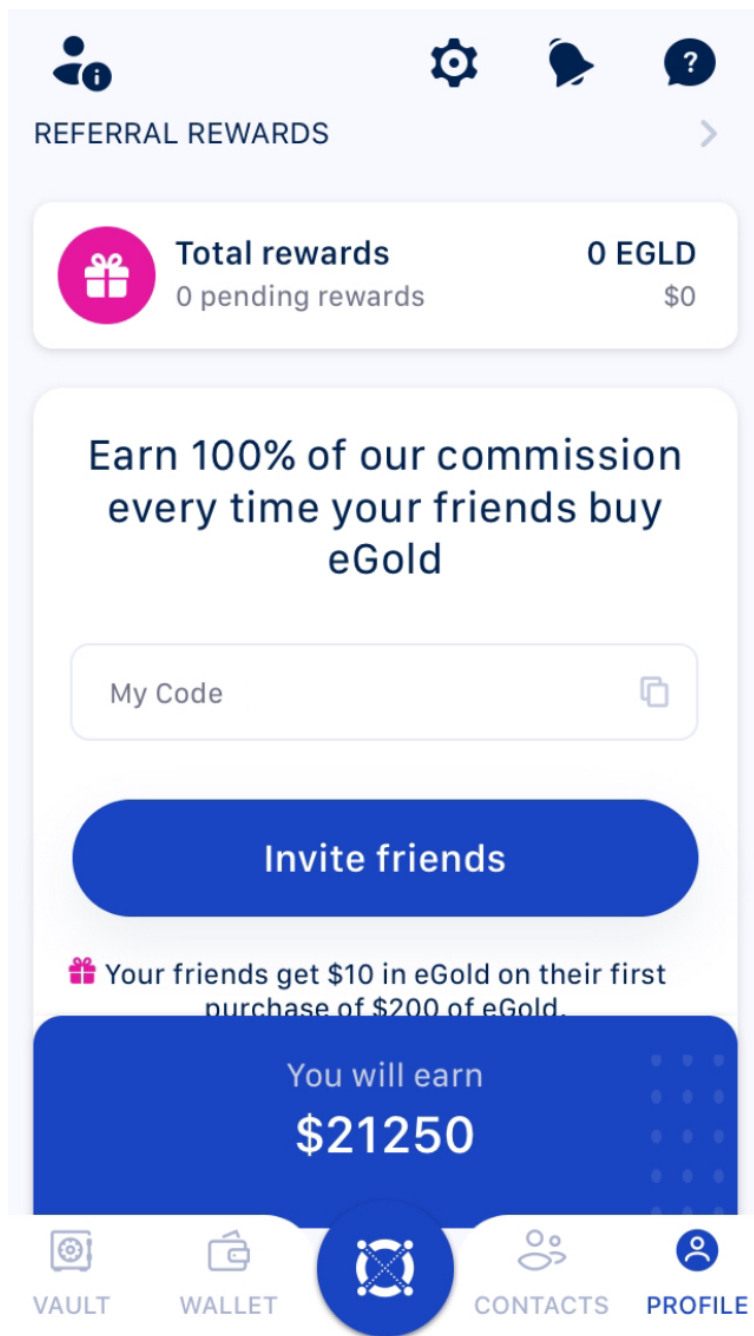 REFERRAL REWARDS
Total rewards 0 EGLD
0 pending rewards $0
Earn 100% of our commission
every time your friends buy
eGold
My Code
Invite friends
Your friends get $10 in eGold on their first
purchase of $200 of eGold.
You will earn
$21250
VAULT WALLET CONTACTS PROFILE